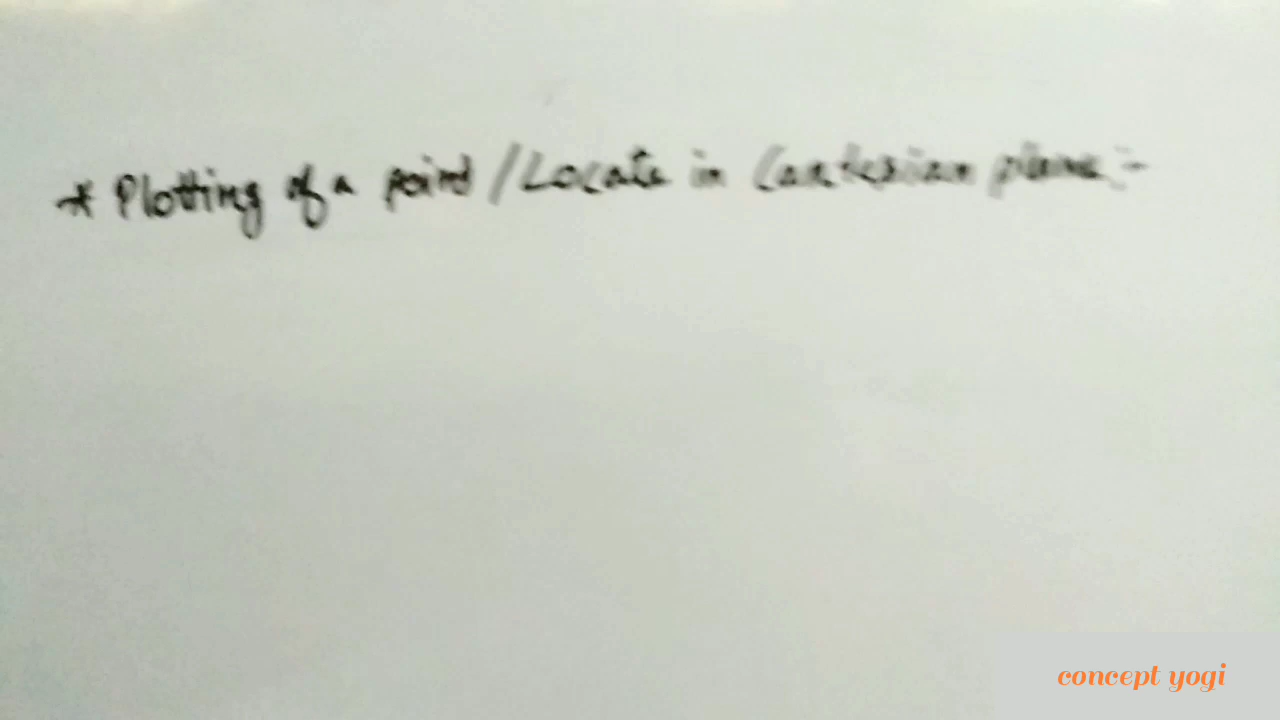 * Plotting of a point / Locate in Cartesian plane :-
concept yogi